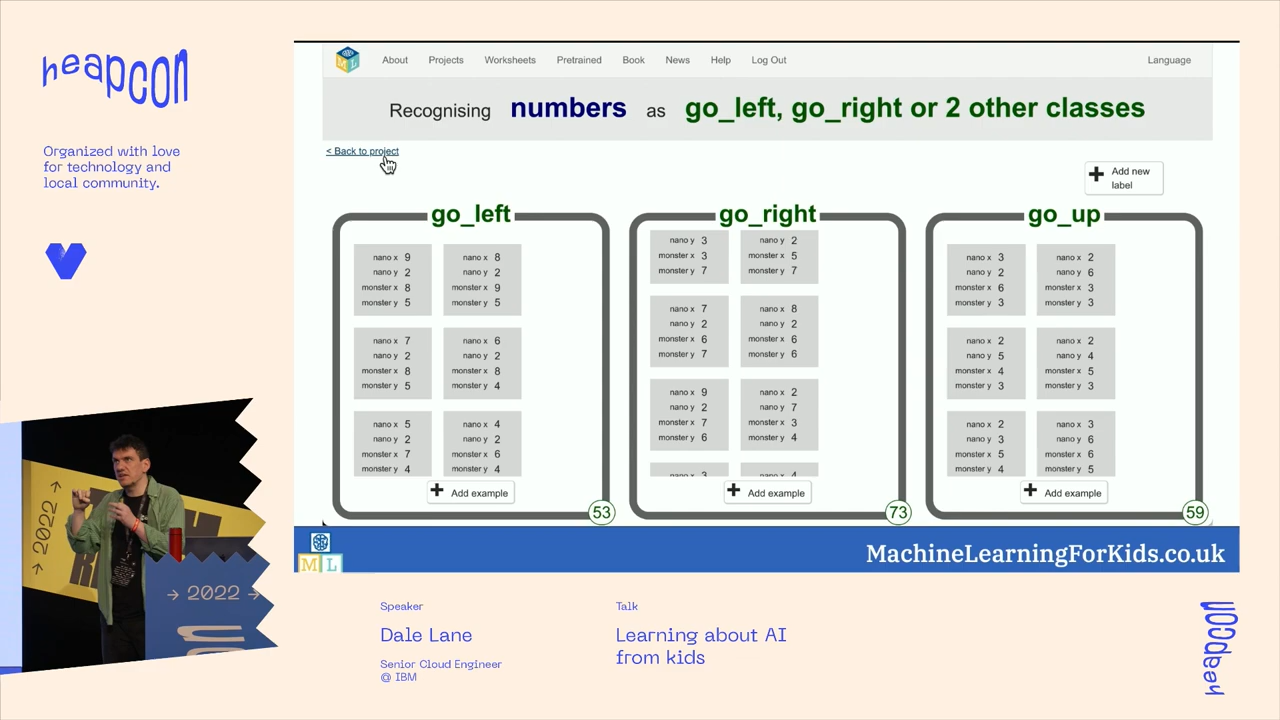 heapcon
Organized with love
for technology and
local community.
About Projects Worksheets Pretrained Book News Help Log Out Language
Recognising numbers as go_left, go_right or 2 other classes
< Back to project
Add new
label
go_left
nano x 9
nano y 2
monster x 8
monster y 5
nano x 8
nano y 2
monster x 9
monster y 5
nano x 7
nano y 2
monster x 8
monster y 5
nano x 6
nano y 2
monster x 8
monster y 4
nano x 5
nano y 2
monster x 7
monster y 4
nano x 4
nano y 2
monster x 6
monster y 4
Add example
53
go_right
nano y 3
monster x 3
monster y 7
nano y 2
monster x 5
monster y 7
nano x 7
nano y 2
monster x 6
monster y 7
nano x 8
nano y 2
monster x 6
monster y 6
nano x 9
nano y 2
monster x 7
monster y 6
nano x 2
nano y 7
monster x 3
monster y 4
nano x 3
nano x 4
Add example
73
go_up
nano x 3
nano y 2
monster x 6
monster y 3
nano x 2
nano y 6
monster x 3
monster y 3
nano x 2
nano y 5
monster x 4
monster y 3
nano x 2
nano y 4
monster x 5
monster y 3
nano x 2
nano y 3
monster x 5
monster y 4
nano x 3
nano y 6
monster x 6
monster y 5
Add example
59
M L
MachineLearningForKids.co.uk
2022
→ 2022 →
Speaker
Dale Lane
Senior Cloud Engineer
@ IBM
Talk
Learning about AI
from kids
heapcon